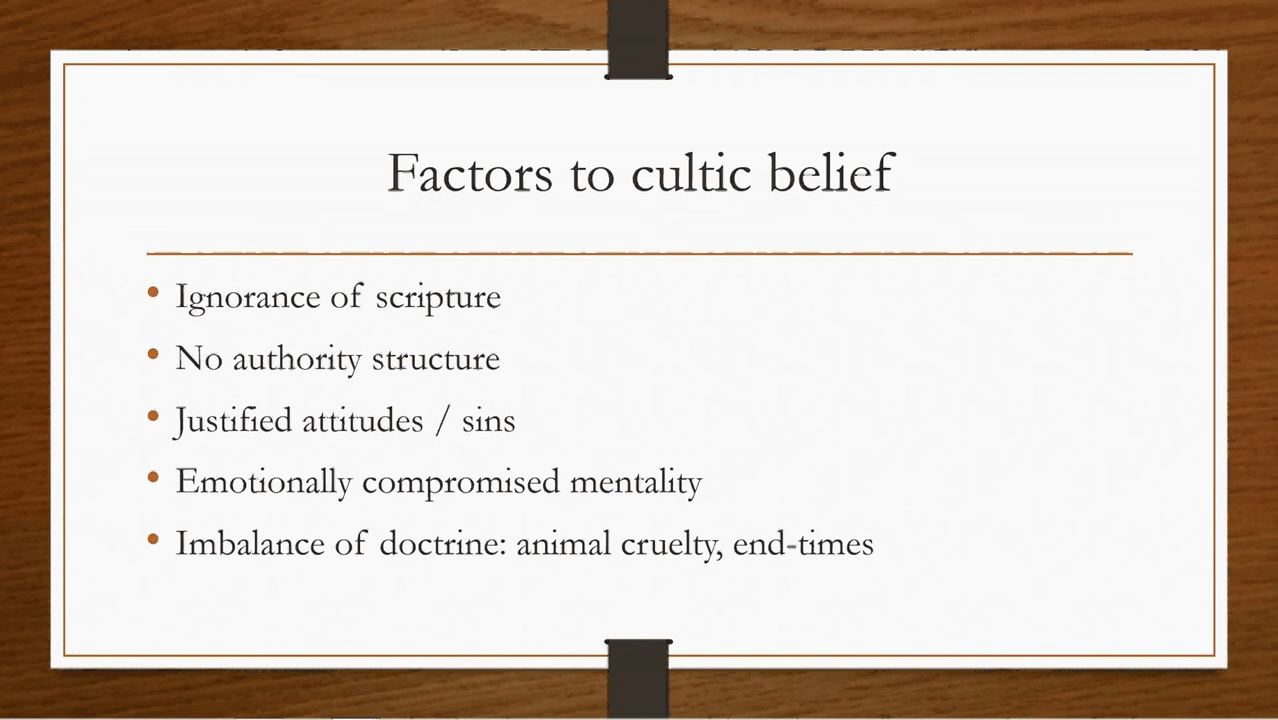 Factors to cultic belief
• Ignorance of scripture
• No authority structure
• Justified attitudes / sins
• Emotionally compromised mentality
• Imbalance of doctrine: animal cruelty, end-times